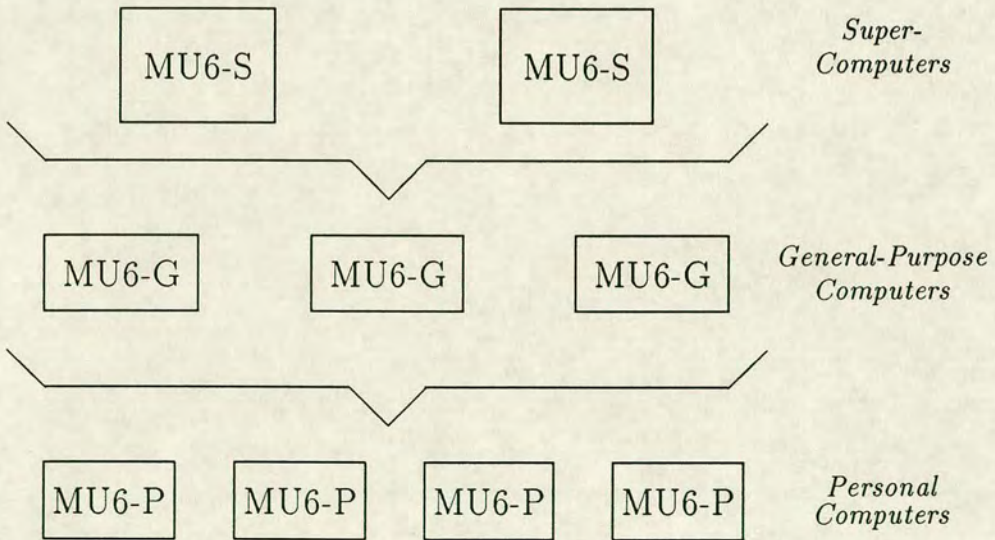 MU6-S MU6-S Super-
Computers
MU6-G MU6-G MU6-G General-Purpose
Computers
MU6-P MU6-P MU6-P MU6-P Personal
Computers